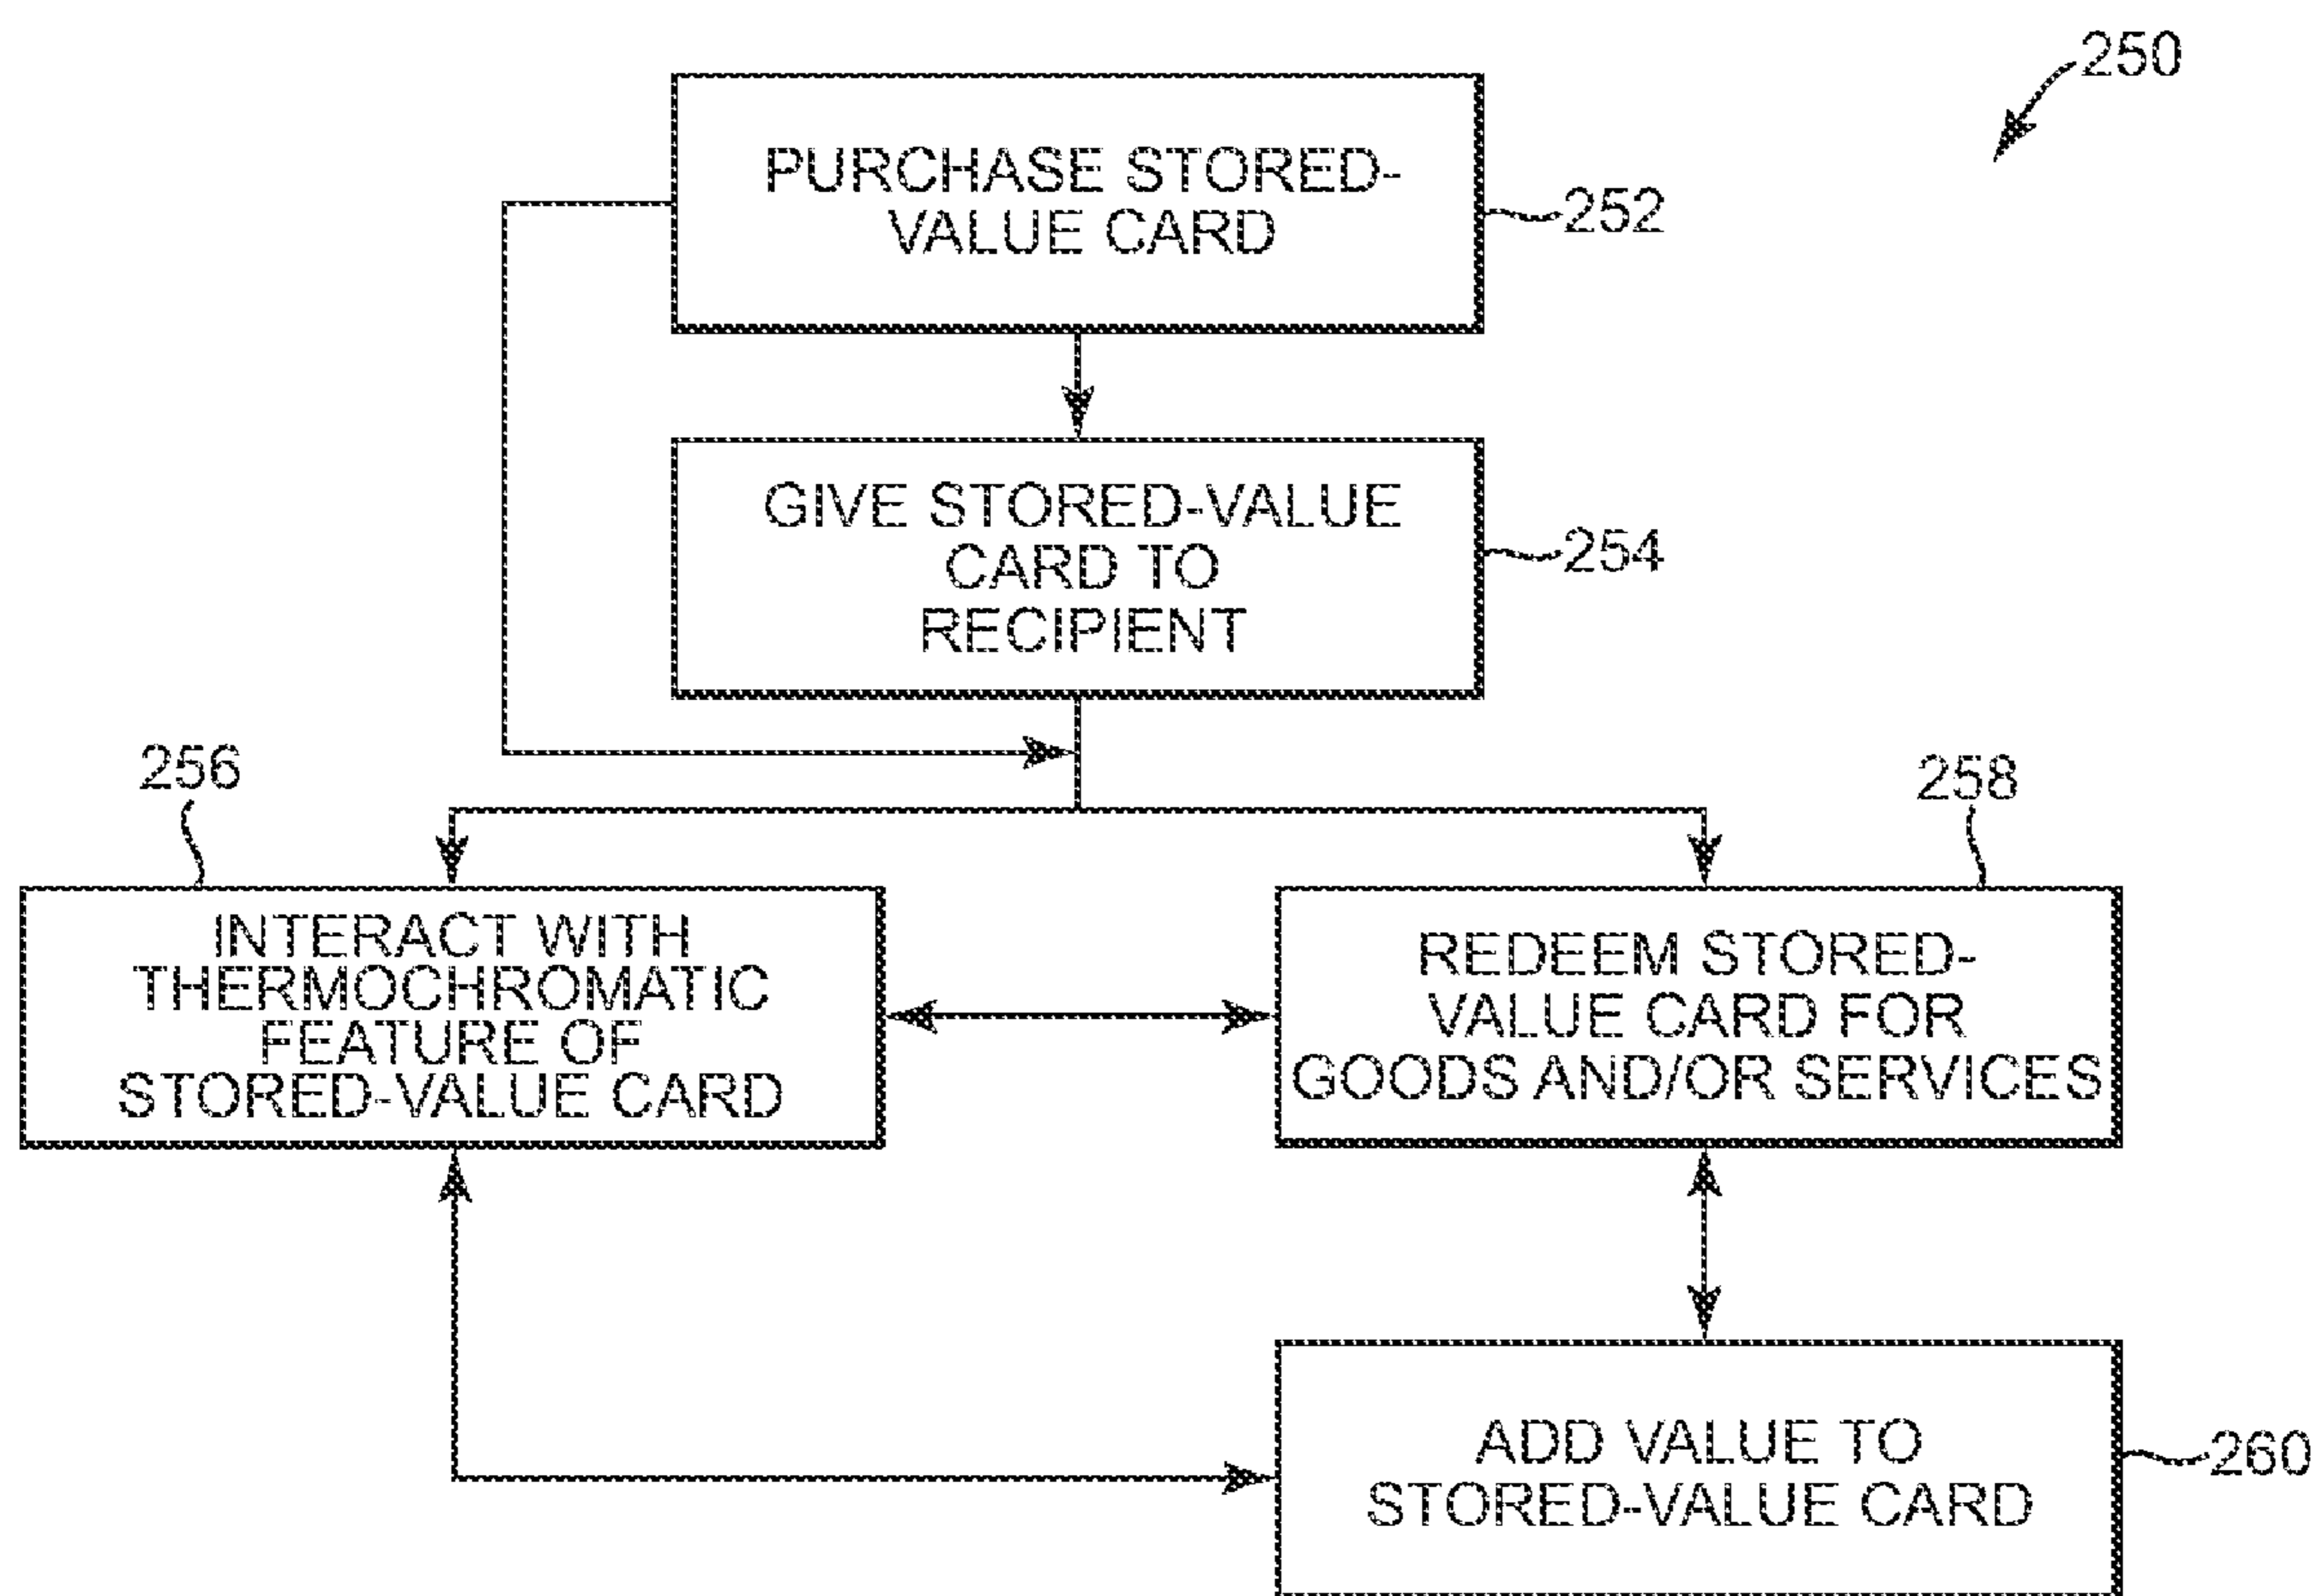 250
PURCHASE STORED-
VALUE CARD
252
GIVE STORED-VALUE
CARD TO
RECIPIENT
254
256
258
INTERACT WITH
THERMOCHROMATIC
FEATURE OF
STORED-VALUE CARD
REDEEM STORED-
VALUE CARD FOR
GOODS AND/OR SERVICES
ADD VALUE TO
STORED-VALUE CARD
260